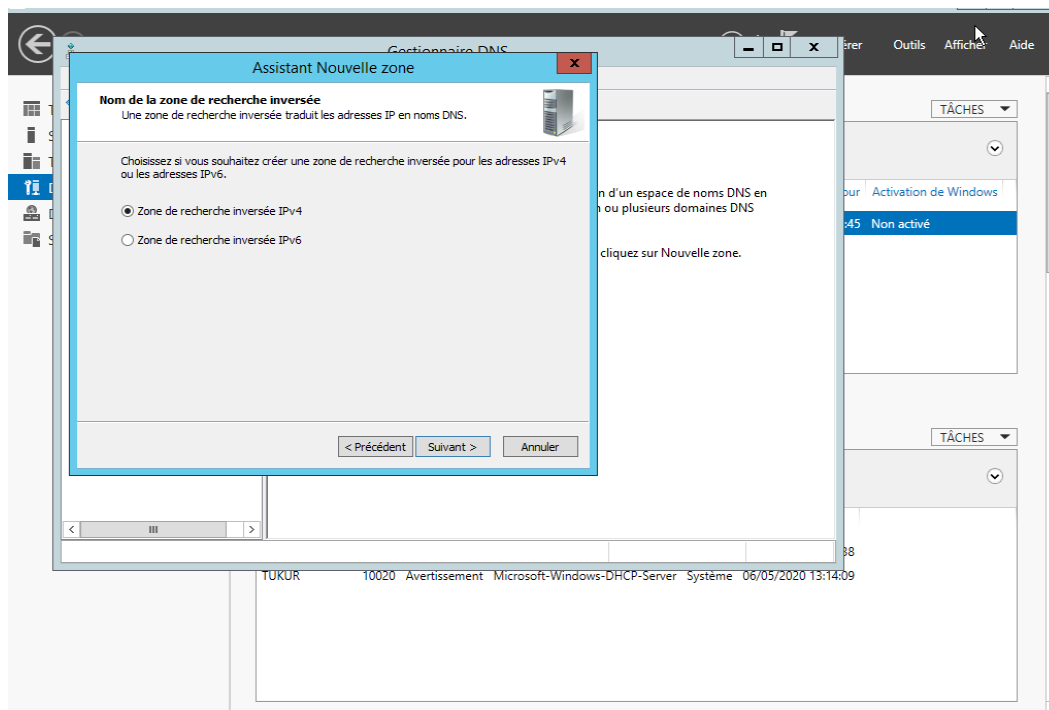 Gestionnaire DNS
Outils
Afficher
Aide
Assistant Nouvelle zone
x
x
Nom de la zone de recherche inversée
Une zone de recherche inversée traduit les adresses IP en noms DNS.
TÂCHES
Choisissez si vous souhaitez créer une zone de recherche inversée pour les adresses IPv4
ou les adresses IPv6.
n d'un espace de noms DNS en
Activation de Windows
n ou plusieurs domaines DNS
Zone de recherche inversée IPv4
:45 Non activé
Zone de recherche inversée IPv6
cliquez sur Nouvelle zone.
< Précédent
Suivant >
Annuler
TÂCHES
38
TUKUR 10020 Avertissement Microsoft-Windows-DHCP-Server Système 06/05/2020 13:14:09